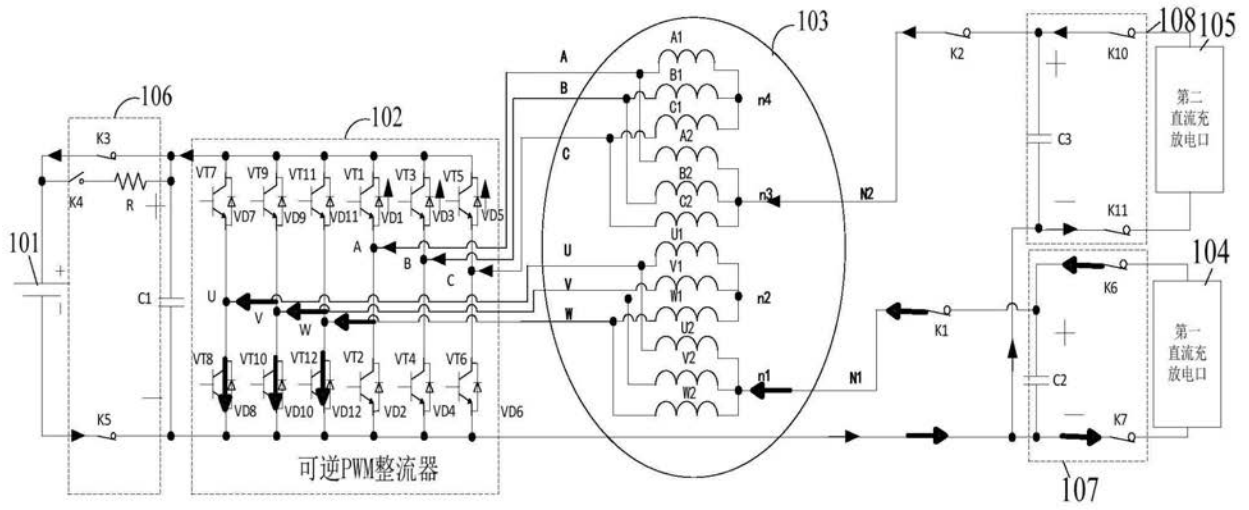 103
108
105
106
102
101
104
107
A
B
C
A1
B1
C1
A2
B2
C2
n4
n3
N2
K2
K10
K11
C3
+
—
第二
直流充
放电口
K3
K4
R
+
C1
—
+
—
K5
VT7
VT9
VT11
VT1
VT3
VT5
VD7
VD9
VD11
VD1
VD3
VD5
A
B
C
U
V
W
VT8
VT10
VT12
VT2
VT4
VT6
VD8
VD10
VD12
VD2
VD4
VD6
可逆PWM整流器
U
V
W
U1
V1
W1
U2
V2
W2
n2
n1
N1
K1
K6
K7
C2
+
—
第一
直流充
放电口